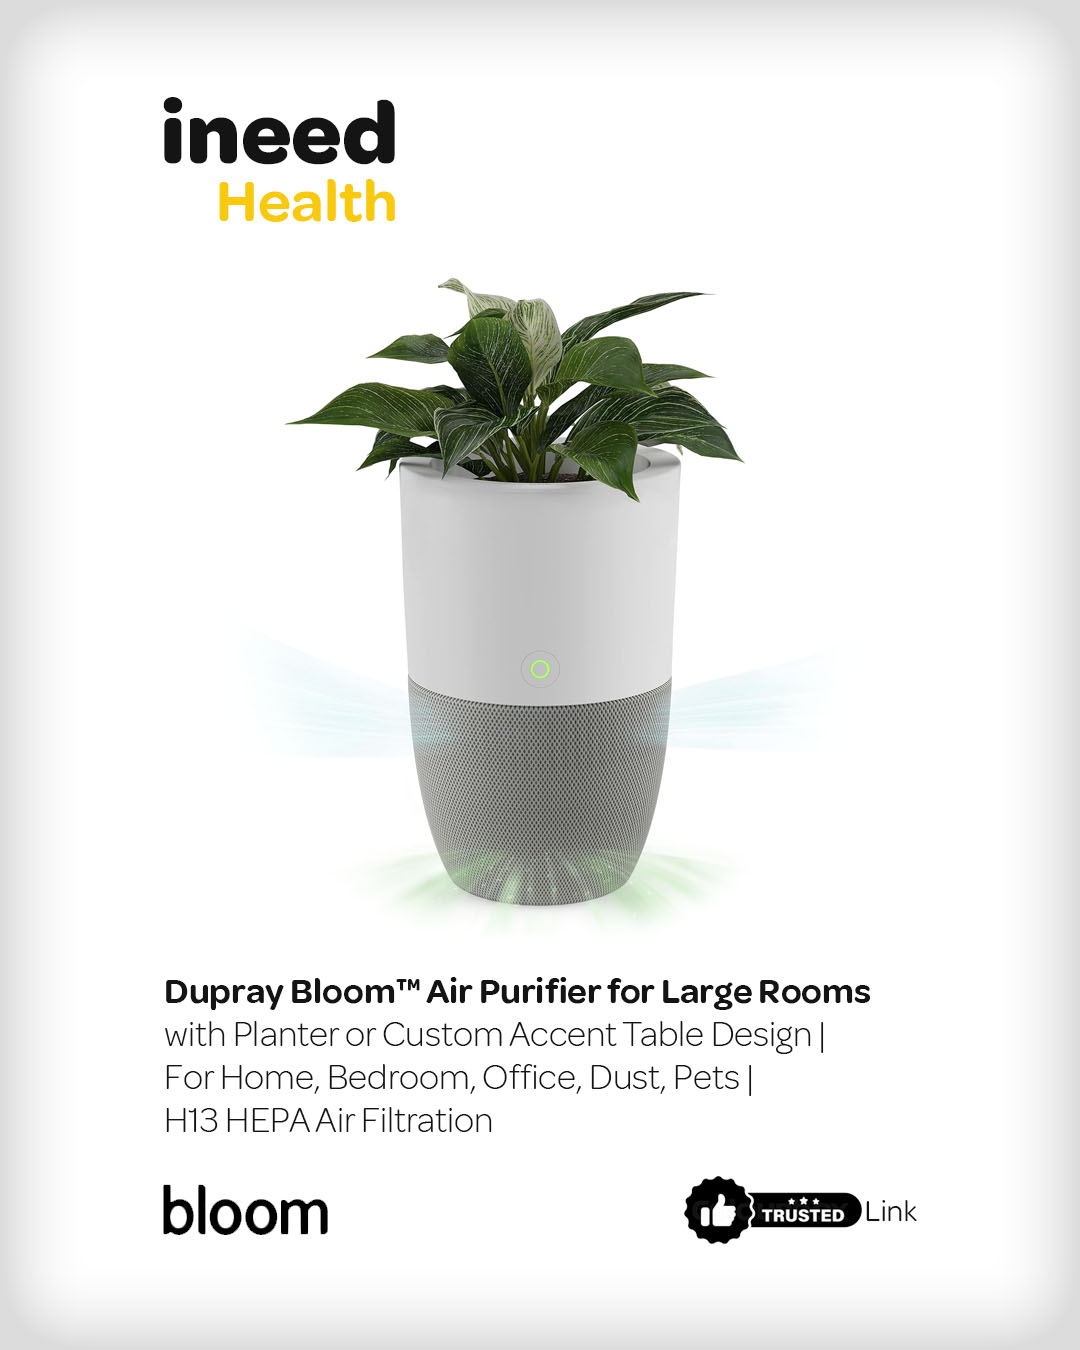 ineed
Health
Dupray Bloom™ Air Purifier for Large Rooms
with Planter or Custom Accent Table Design |
For Home, Bedroom, Office, Dust, Pets |
H13 HEPA Air Filtration
bloom
TRUSTED Link